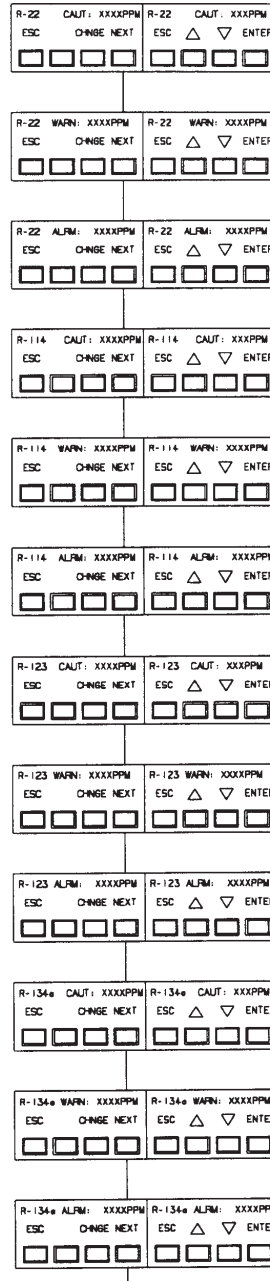 R-22 CAUT: XXXXPPM R-22 CAUT: XXXXPPM
ESC CHNGE NEXT ESC △ ▽ ENTER
R-22 WARN: XXXXPPM R-22 WARN: XXXXPPM
ESC CHNGE NEXT ESC △ ▽ ENTER
R-22 ALRM: XXXXPPM R-22 ALRM: XXXXPPM
ESC CHNGE NEXT ESC △ ▽ ENTER
R-114 CAUT: XXXXPPM R-114 CAUT: XXXPPM
ESC CHNGE NEXT ESC △ ▽ ENTER
R-114 WARN: XXXXPPM R-114 WARN: XXXXPPM
ESC CHNGE NEXT ESC △ ▽ ENTER
R-114 ALRM: XXXXPPM R-114 ALRM: XXXXPPM
ESC CHNGE NEXT ESC △ ▽ ENTER
R-123 CAUT: XXXXPPM R-123 CAUT: XXXXPPM
ESC CHNGE NEXT ESC △ ▽ ENTER
R-123 WARN: XXXXPPM R-123 WARN: XXXXPPM
ESC CHNGE NEXT ESC △ ▽ ENTER
R-123 ALRM: XXXXPPM R-123 ALRM: XXXXPPM
ESC CHNGE NEXT ESC △ ▽ ENTE
R-134a CAUT: XXXXPPM R-134a CAUT: XXXXPPM
ESC CHNGE NEXT ESC △ ▽ ENTE
R-134a WARN: XXXXPPM R-134a WARN: XXXXPPM
ESC CHNGE NEXT ESC △ ▽ ENTE
R-134a ALRM: XXXXPPM R-134a ALRM: XXXXPP
ESC CHNGE NEXT ESC △ ▽ ENTE